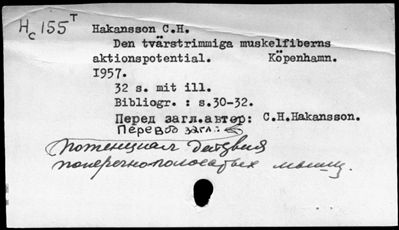 Hc 155 T
Hakansson C.H.
Den tvärstrimmiga muskelfiberns
aktionspotential. Köpenhamn.
1957.
32 s. mit ill.
Bibliogr. : s.30-32.
Перед загл.автор: C.H.Hakansson.
Перевод загл.:
Потенциал действия
поперечнополосатых мышц.